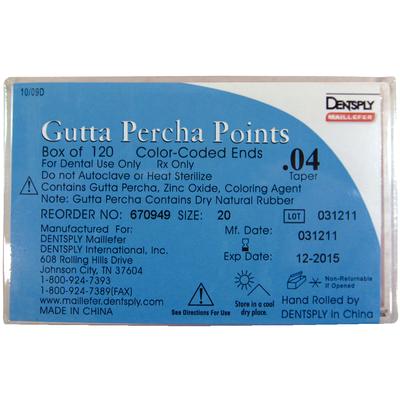 10/09D
DENTSPLY
MAILLEFER
Gutta Percha Points
Box of 120 Color-Coded Ends
For Dental Use Only Rx Only
.04
Taper
Do not Autoclave or Heat Sterilize
Contains Gutta Percha, Zinc Oxide, Coloring Agent
Note: Gutta Percha Contains Dry Natural Rubber
REORDER NO: 670949 SIZE: 20
LOT 031211
Manufactured For:
DENTSPLY Maillefer
DENTSPLY International, Inc.
608 Rolling Hills Drive
Johnson City, TN 37604
1-800-924-7393
1-800-924-7389(FAX)
www.maillefer.dentsply.com
MADE IN CHINA
Mf. Date: 031211
Exp Date: 12-2015
See Directions For Use
Store in a cool
dry place.
Non-Returnable
If Opened
Hand Rolled by
DENTSPLY in China